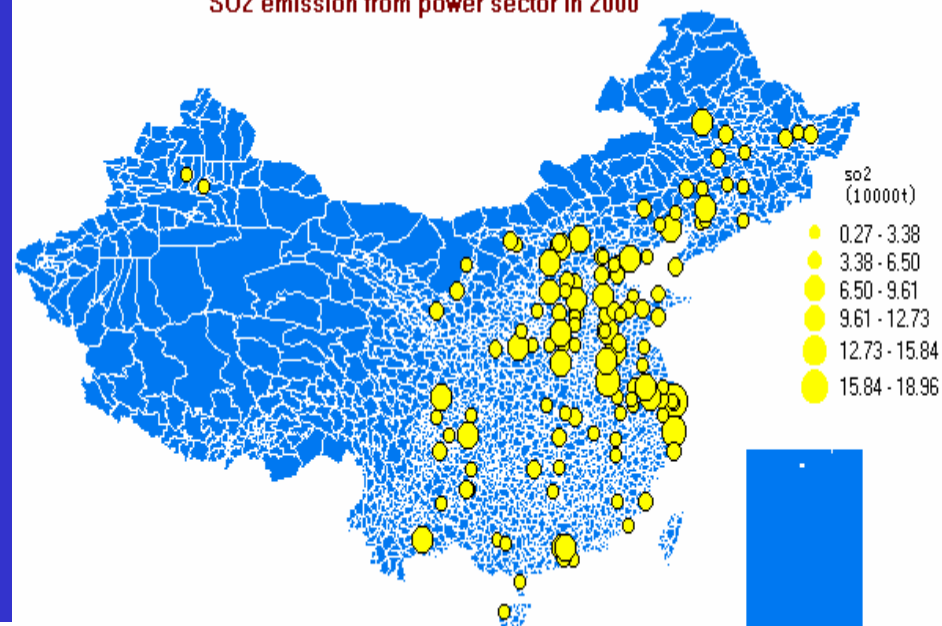 SO2 emission from power sector in 2000
so2
(10000t)
0.27 - 3.38
3.38 - 6.50
6.50 - 9.61
9.61 - 12.73
12.73 - 15.84
15.84 - 18.96